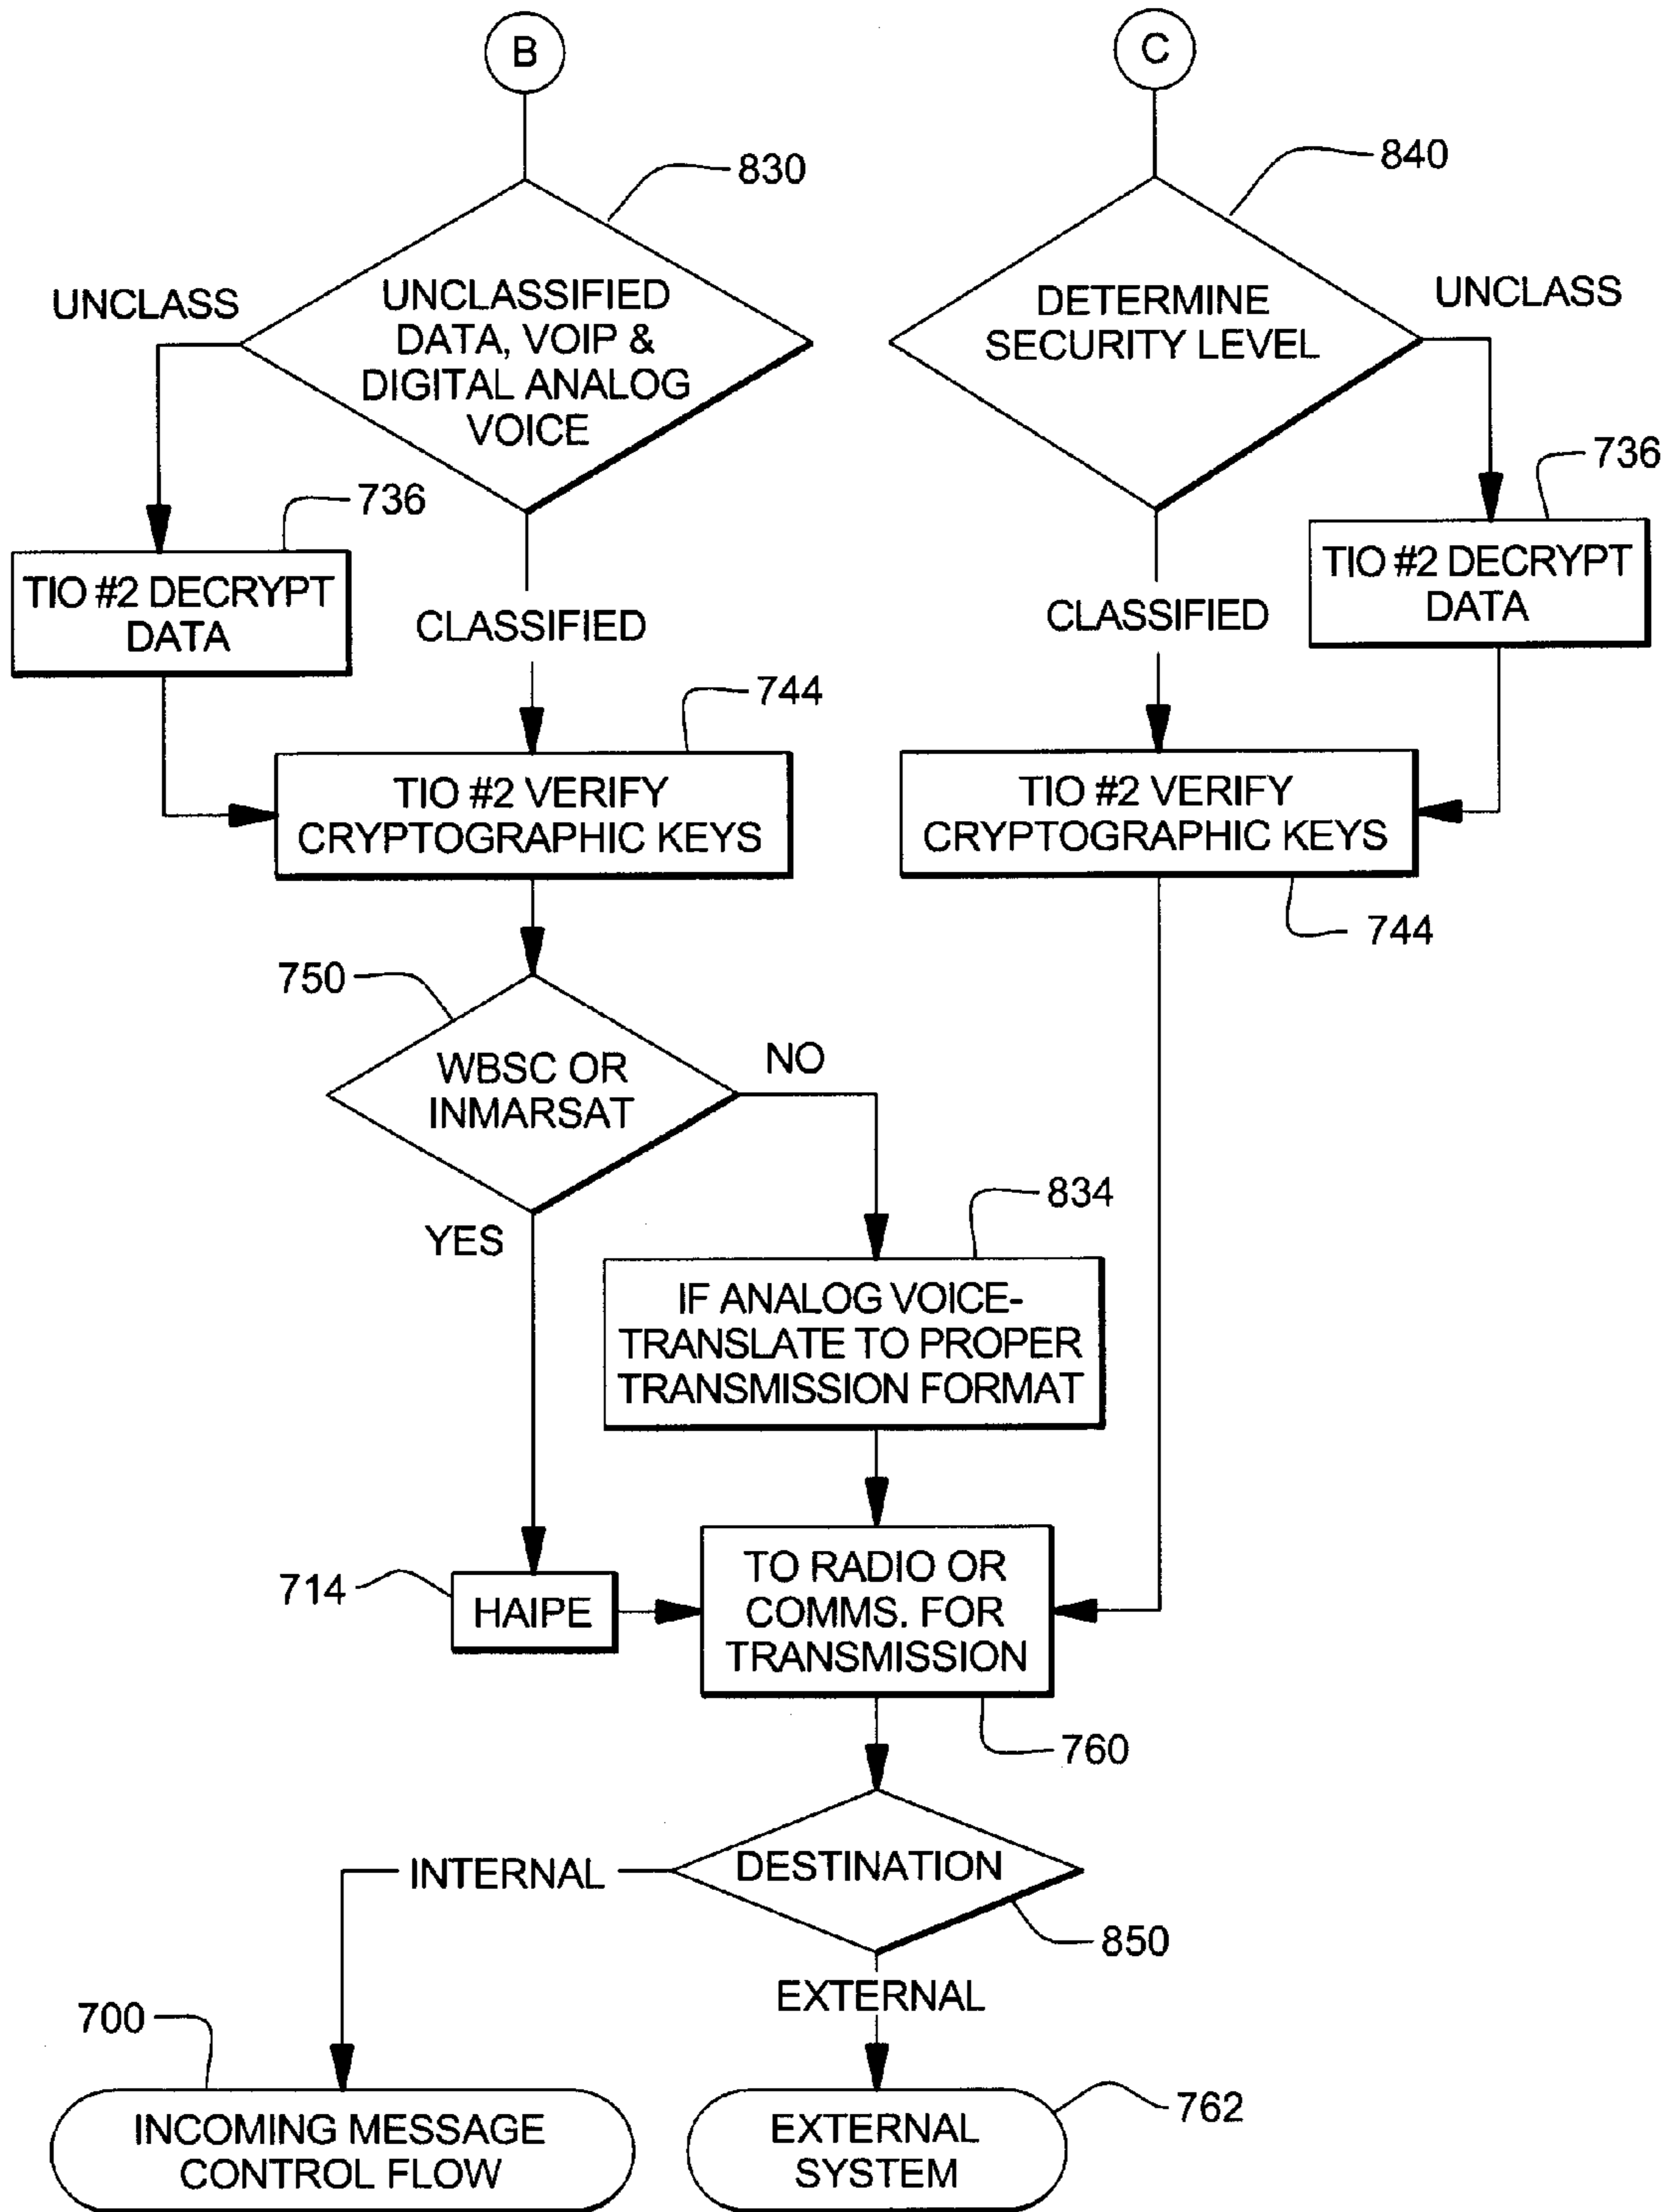 B
C
830
840
UNCLASS
UNCLASSIFIED
DATA, VOIP &
DIGITAL ANALOG
VOICE
DETERMINE
SECURITY LEVEL
UNCLASS
736
736
TIO #2 DECRYPT
DATA
CLASSIFIED
CLASSIFIED
TIO #2 DECRYPT
DATA
744
TIO #2 VERIFY
CRYPTOGRAPHIC KEYS
TIO #2 VERIFY
CRYPTOGRAPHIC KEYS
744
750
WBSC OR
INMARSAT
NO
YES
834
IF ANALOG VOICE-
TRANSLATE TO PROPER
TRANSMISSION FORMAT
714
HAIPE
TO RADIO OR
COMMS. FOR
TRANSMISSION
760
INTERNAL
DESTINATION
850
EXTERNAL
700
762
INCOMING MESSAGE
CONTROL FLOW
EXTERNAL
SYSTEM